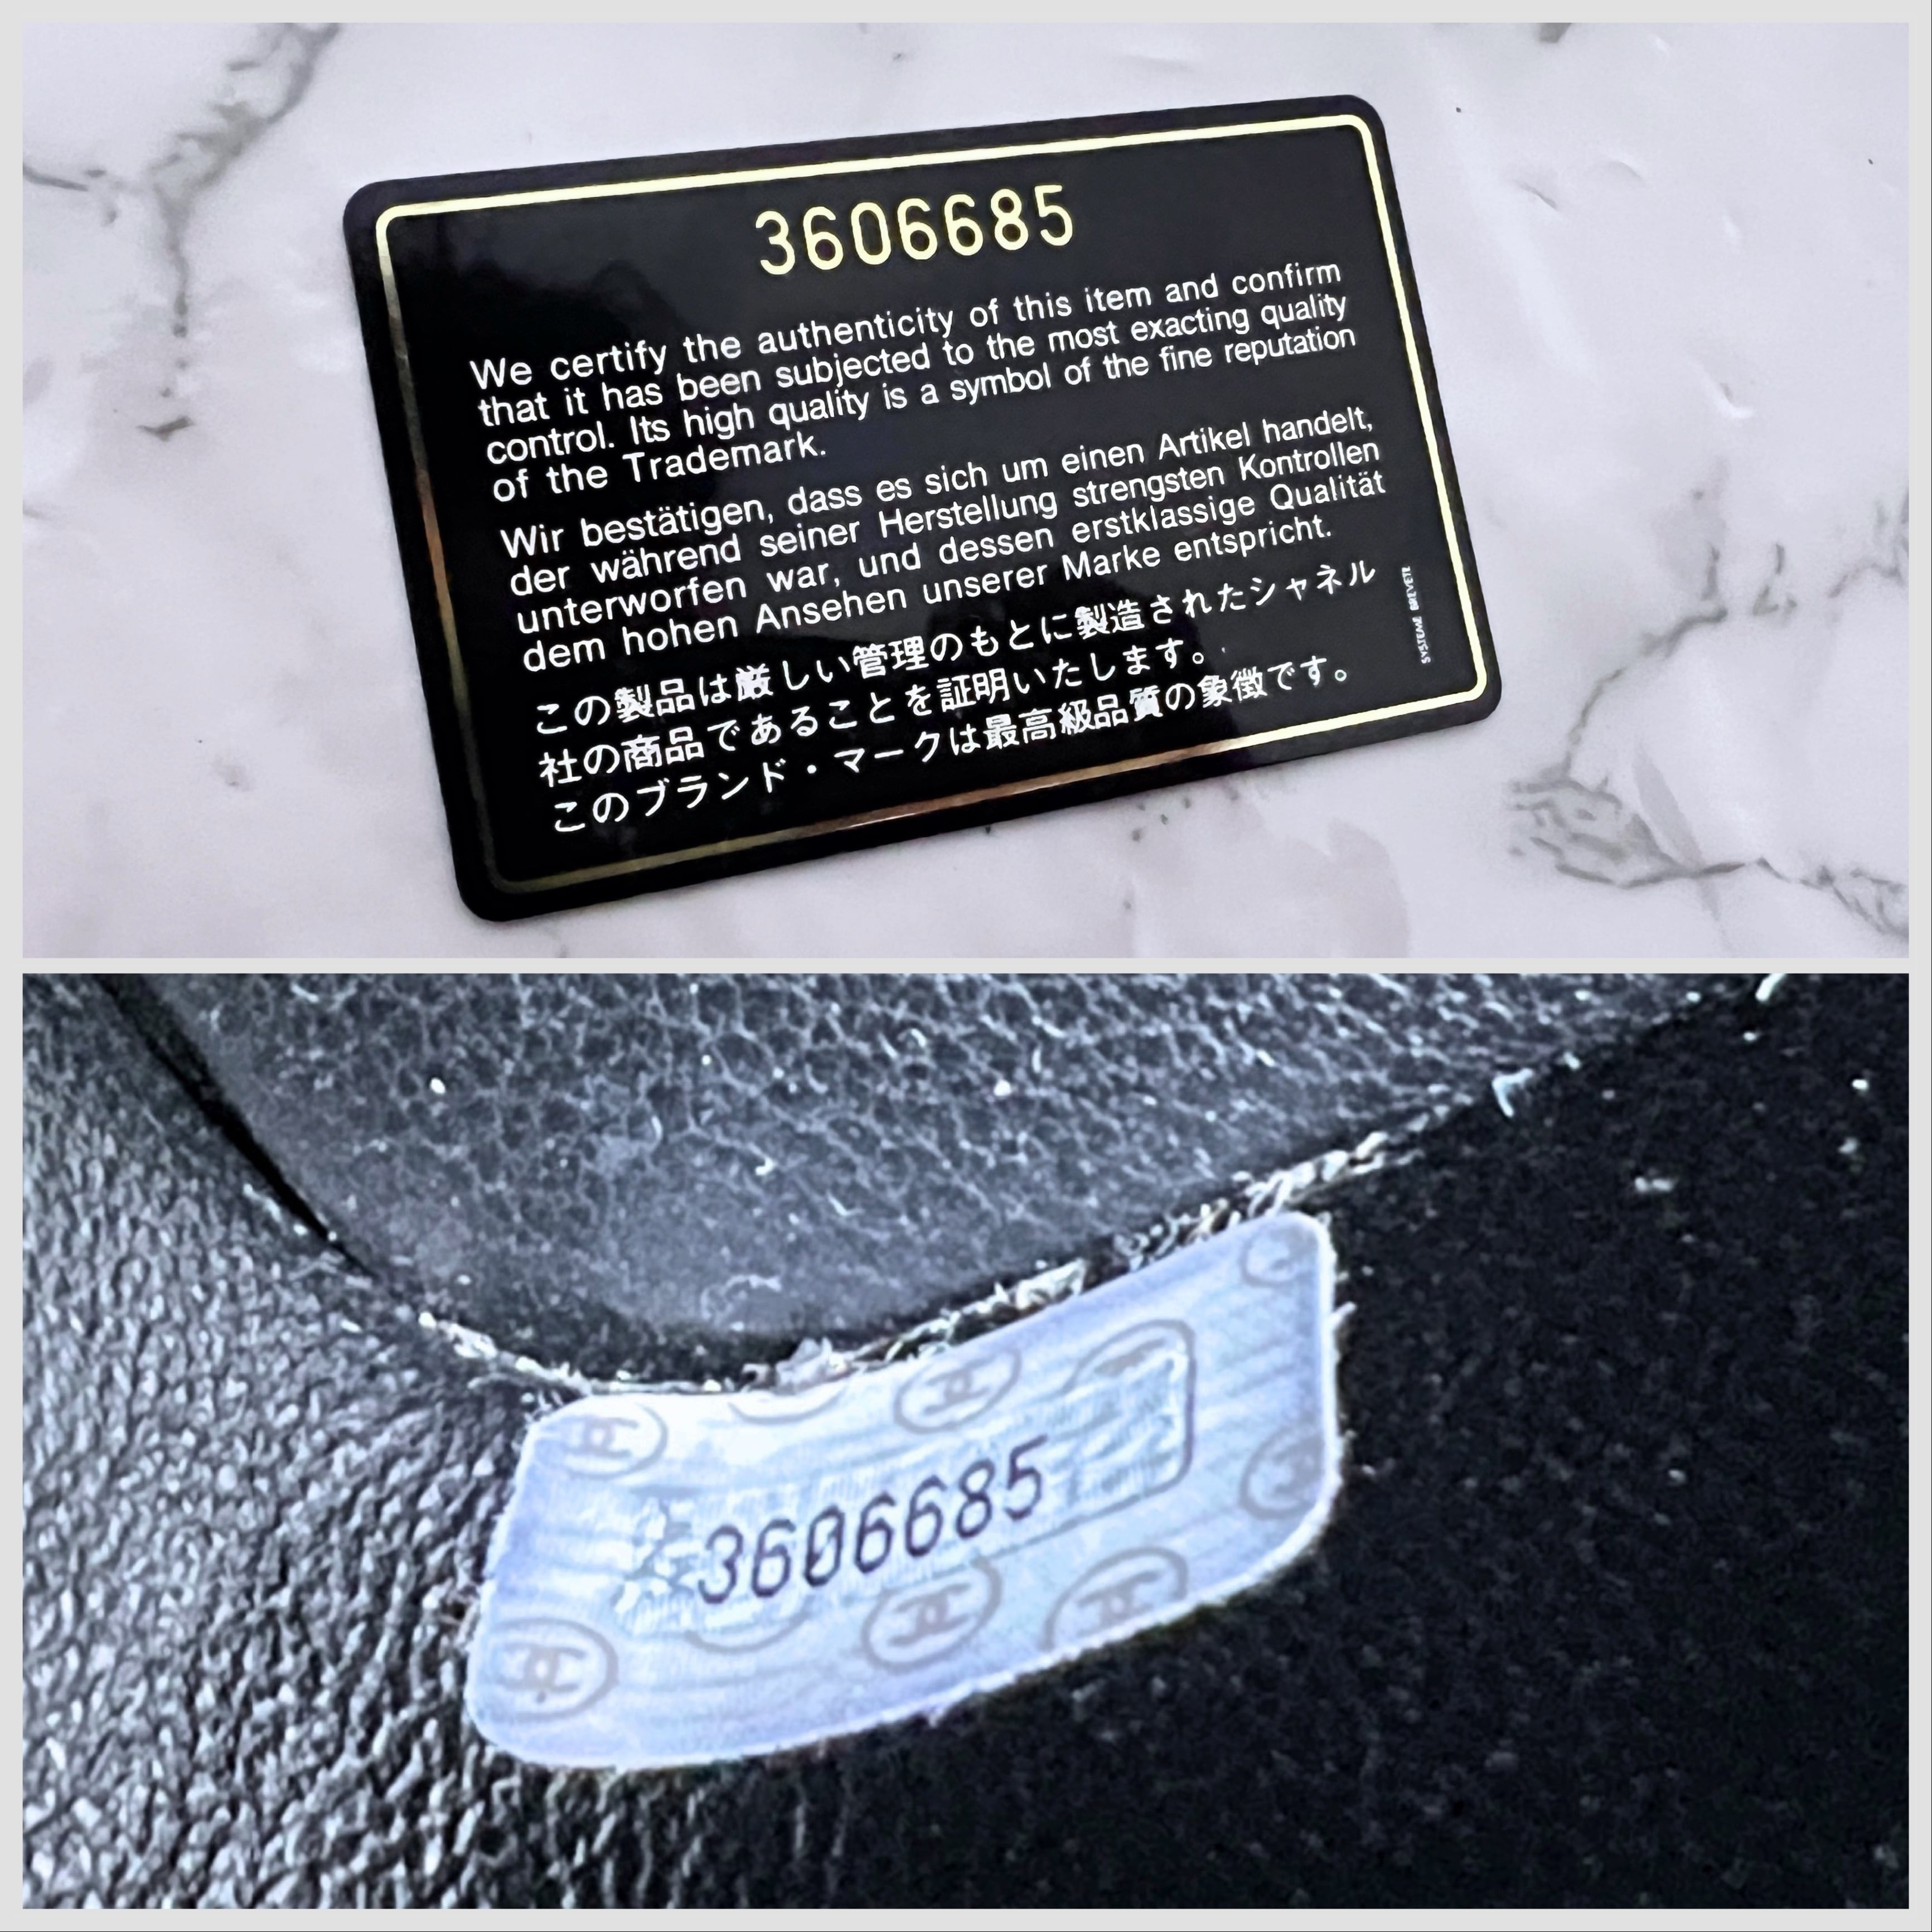 3606685
We certify the authenticity of this item and confirm
that it has been subjected to the most exacting quality
control. Its high quality is a symbol of the fine reputation
of the Trademark.
Wir bestätigen, dass es sich um einen Artikel handelt,
der während seiner Herstellung strengsten Kontrollen
unterworfen war, und dessen erstklassige Qualität
dem hohen Ansehen unserer Marke entspricht.
この製品は厳しい管理のもとに製造されたシャネル
社の商品であることを証明いたします。
このブランド・マークは最高級品質の象徴です。
SYSTEME BREVETE
3606685